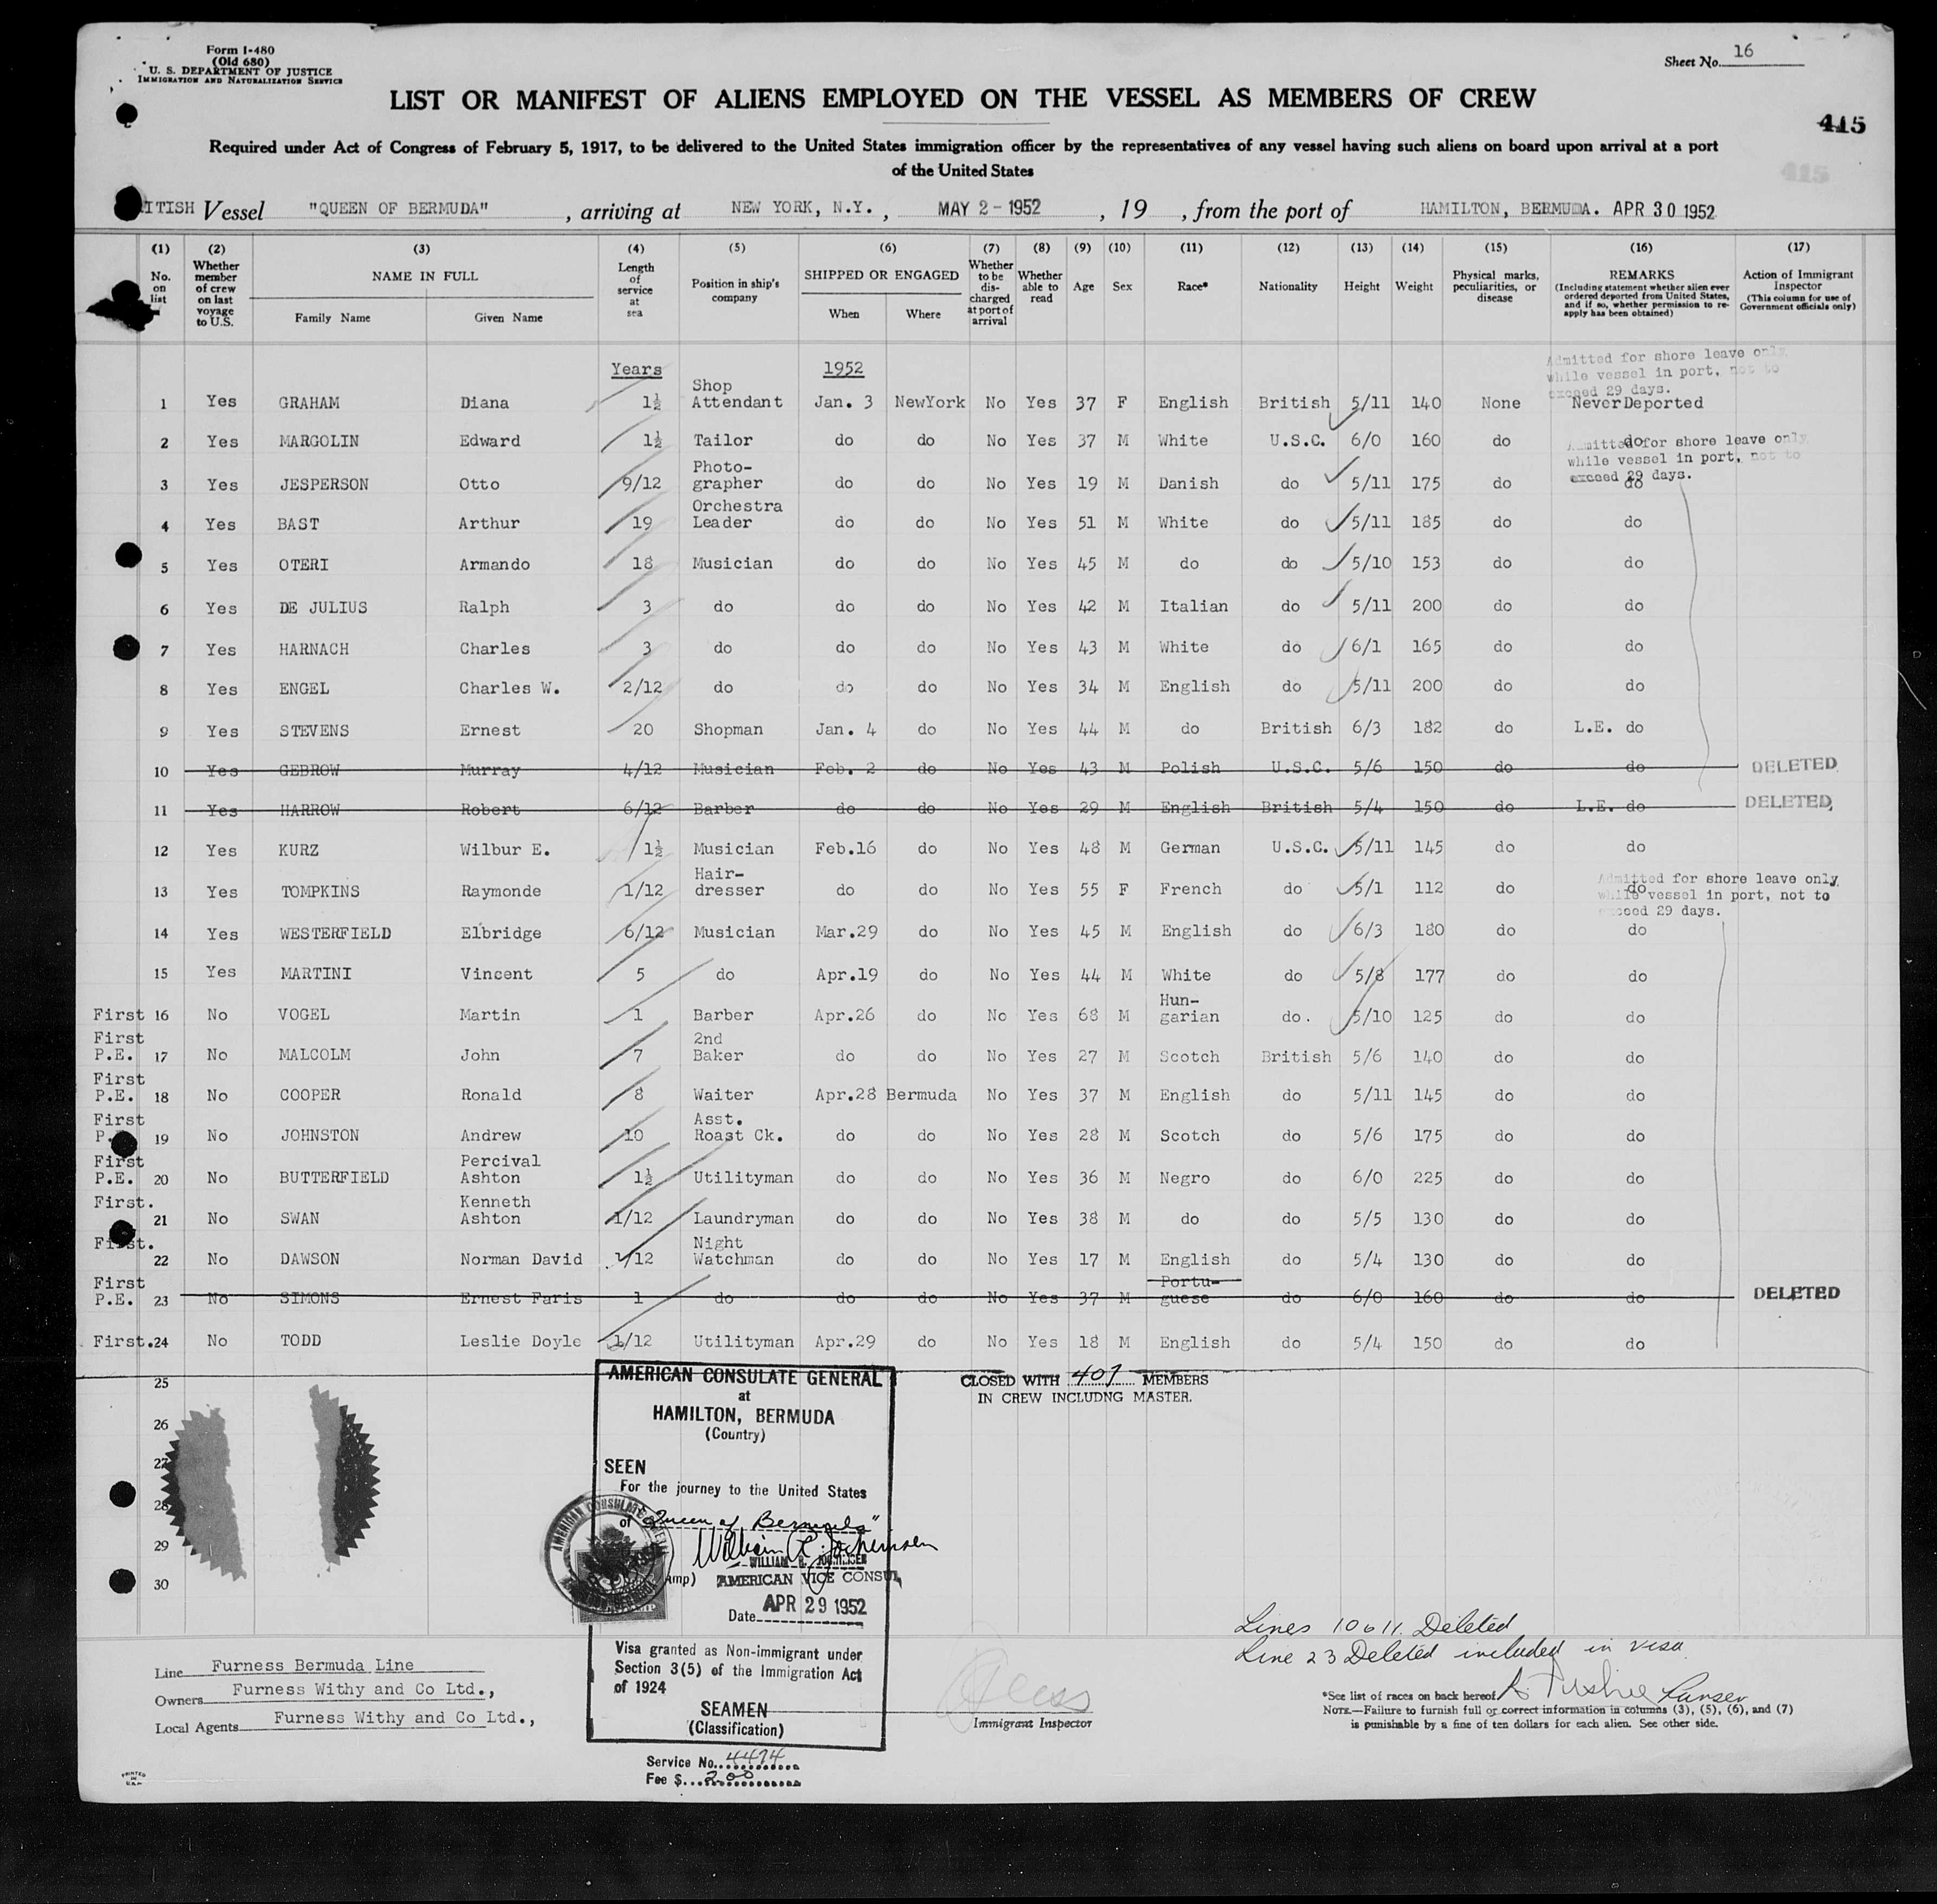 Form I-480
(Old 680)
U. S. DEPARTMENT OF JUSTICE
IMMIGRATION AND NATURALIZATION SERVICE
Sheet No. 16
LIST OR MANIFEST OF ALIENS EMPLOYED ON THE VESSEL AS MEMBERS OF CREW
415
Required under Act of Congress of February 5, 1917, to be delivered to the United States immigration officer by the representatives of any vessel having such aliens on board upon arrival at a port
of the United States
415
ITISH Vessel "QUEEN OF BERMUDA" , arriving at NEW YORK, N.Y. , MAY 2 - 1952 , 19 , from the port of HAMILTON, BERMUDA. APR 30 1952
(1) (2) (3) (4) (5) (6) (7) (8) (9) (10) (11) (12) (13) (14) (15) (16) (17)
No. on list
Whether member of crew on last voyage to U.S.
NAME IN FULL
Family Name Given Name
Length of service at sea
Position in ship's company
SHIPPED OR ENGAGED
When Where
Whether to be discharged at port of arrival
Whether able to read
Age
Sex
Race*
Nationality
Height
Weight
Physical marks, peculiarities, or disease
REMARKS
(Including statement whether alien ever ordered deported from United States, and if so, whether permission to re-apply has been obtained)
Action of Immigrant Inspector
(This column for use of Government officials only)
Years 1952
Admitted for shore leave only
while vessel in port, not to
exceed 29 days.
1 Yes GRAHAM Diana 1½ Shop Attendant Jan. 3 NewYork No Yes 37 F English British 5/11 140 None Never Deported
2 Yes MARGOLIN Edward 1½ Tailor do do No Yes 37 M White U.S.C. 6/0 160 do do
Admitted for shore leave only
while vessel in port, not to
exceed 29 days.
3 Yes JESPERSON Otto 9/12 Photo-grapher do do No Yes 19 M Danish do 5/11 175 do do
4 Yes BAST Arthur 19 Orchestra Leader do do No Yes 51 M White do 5/11 185 do do
5 Yes OTERI Armando 18 Musician do do No Yes 45 M do do 5/10 153 do do
6 Yes DE JULIUS Ralph 3 do do do No Yes 42 M Italian do 5/11 200 do do
7 Yes HARNACH Charles 3 do do do No Yes 43 M White do 6/1 165 do do
8 Yes ENGEL Charles W. 2/12 do do do No Yes 34 M English do 5/11 200 do do
9 Yes STEVENS Ernest 20 Shopman Jan. 4 do No Yes 44 M do British 6/3 182 do L.E. do
10 Yes GEBROW Murray 4/12 Musician Feb. 2 do No Yes 43 M Polish U.S.C. 5/6 150 do do DELETED
11 Yes HARROW Robert 6/12 Barber do do No Yes 29 M English British 5/4 150 do L.E. do DELETED
12 Yes KURZ Wilbur E. 1½ Musician Feb.16 do No Yes 48 M German U.S.C. 5/11 145 do do
13 Yes TOMPKINS Raymonde 1/12 Hair-dresser do do No Yes 55 F French do 5/1 112 do do
Admitted for shore leave only
while vessel in port, not to
exceed 29 days.
14 Yes WESTERFIELD Elbridge 6/12 Musician Mar.29 do No Yes 45 M English do 6/3 180 do do
15 Yes MARTINI Vincent 5 do Apr.19 do No Yes 44 M White do 5/8 177 do do
First 16 No VOGEL Martin 1 Barber Apr.26 do No Yes 68 M Hun-garian do. 5/10 125 do do
First P.E. 17 No MALCOLM John 7 2nd Baker do do No Yes 27 M Scotch British 5/6 140 do do
First P.E. 18 No COOPER Ronald 8 Waiter Apr.28 Bermuda No Yes 37 M English do 5/11 145 do do
First P. 19 No JOHNSTON Andrew 10 Asst. Roast Ck. do do No Yes 28 M Scotch do 5/6 175 do do
First P.E. 20 No BUTTERFIELD Percival Ashton 1½ Utilityman do do No Yes 36 M Negro do 6/0 225 do do
First. 21 No SWAN Kenneth Ashton 1/12 Laundryman do do No Yes 38 M do do 5/5 130 do do
First. 22 No DAWSON Norman David 1/12 Night Watchman do do No Yes 17 M English do 5/4 130 do do
First P.E. 23 No SIMONS Ernest Faris 1 do do do No Yes 37 M Portu-guese do 6/0 160 do do DELETED
First. 24 No TODD Leslie Doyle 1/12 Utilityman Apr.29 do No Yes 18 M English do 5/4 150 do do
25
26
27
28
29
30
CLOSED WITH 407 MEMBERS
IN CREW INCLUDNG MASTER.
AMERICAN CONSULATE GENERAL
at
HAMILTON, BERMUDA
(Country)
SEEN
For the journey to the United States
of "Queen of Bermuda"
AMERICAN VICE CONSUL
Date APR 29 1952
Visa granted as Non-immigrant under
Section 3(5) of the Immigration Act
of 1924
SEAMEN
(Classification)
Service No. 4474
Fee $ 2.00
Lines 10 & 11. Deleted
Line 23 Deleted included in visa
Purser
Line Furness Bermuda Line
Owners Furness Withy and Co Ltd.,
Local Agents Furness Withy and Co Ltd.,
Immigrant Inspector
*See list of races on back hereof.
NOTE.—Failure to furnish full or correct information in columns (3), (5), (6), and (7)
is punishable by a fine of ten dollars for each alien. See other side.
PRINTED
IN
U.S.A.